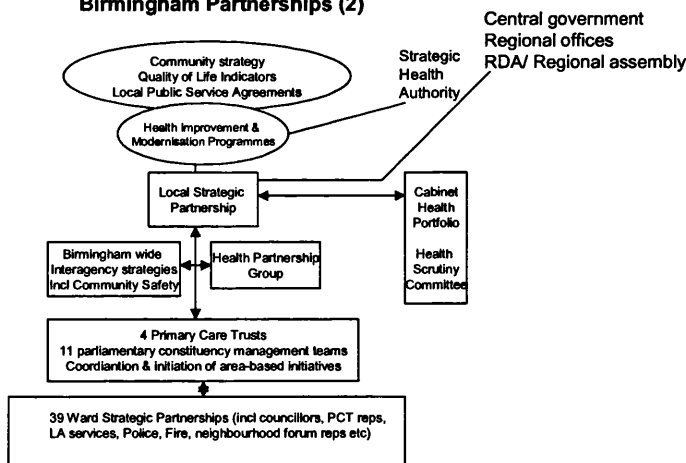 Birmingham Partnerships (2)
Central government
Regional offices
RDA/ Regional assembly
Community strategy
Quality of Life Indicators
Local Public Service Agreements
Strategic
Health
Authority
Health Improvement &
Modernisation Programmes
Local Strategic
Partnership
Cabinet
Health
Portfolio
Health
Scrutiny
Committee
Birmingham wide
Interagency strategies
Incl Community Safety
Health Partnership
Group
4 Primary Care Trusts
11 parliamentary constituency management teams
Coordiantion & initiation of area-based initiatives
39 Ward Strategic Partnerships (incl councillors, PCT reps,
LA services, Police, Fire, neighbourhood forum reps etc)